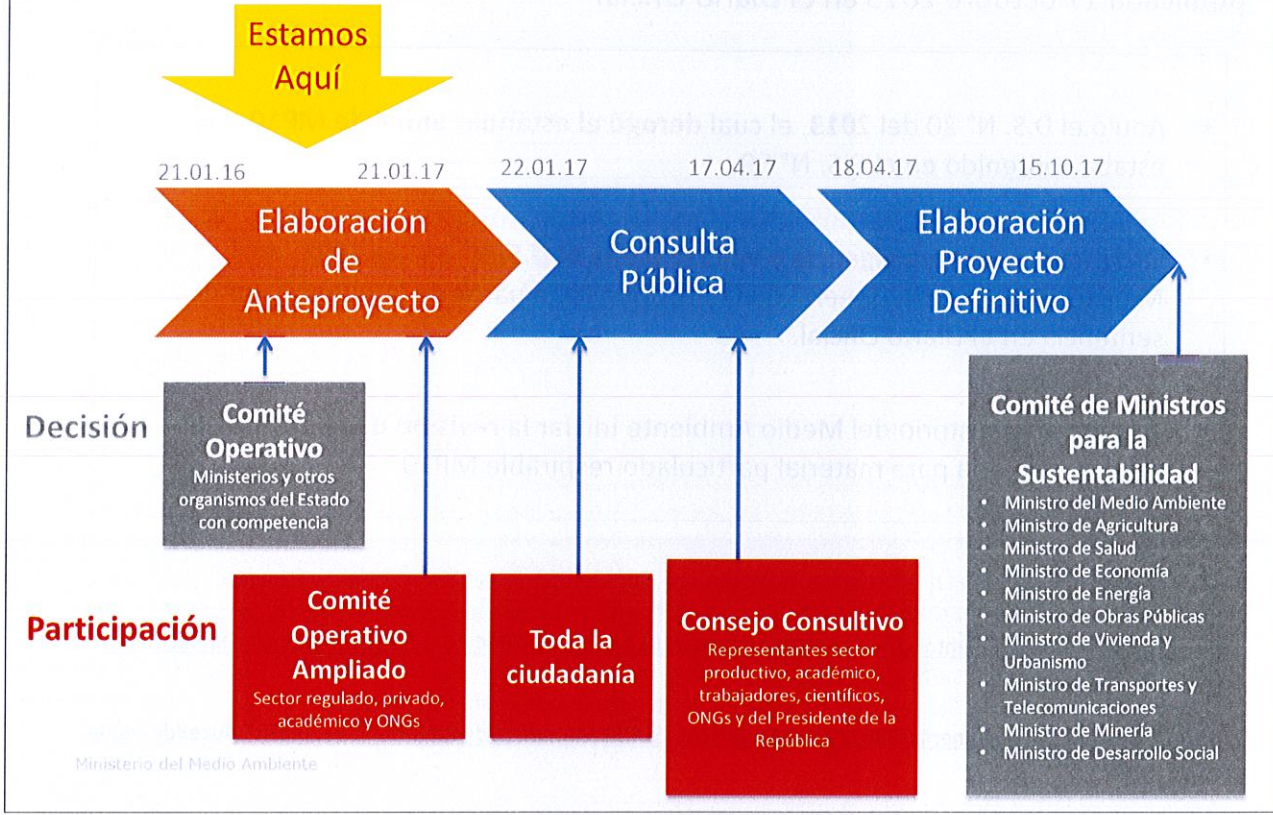 Estamos
Aquí
21.01.16
21.01.17
22.01.17
17.04.17
18.04.17
15.10.17
Elaboración
de
Anteproyecto
Consulta
Pública
Elaboración
Proyecto
Definitivo
Decisión
Comité
Operativo
Ministerios y otros
organismos del Estado
con competencia
Comité de Ministros
para la
Sustentabilidad
• Ministro del Medio Ambiente
• Ministro de Agricultura
• Ministro de Salud
• Ministro de Economía
• Ministro de Energía
• Ministro de Obras Públicas
• Ministro de Vivienda y
Urbanismo
• Ministro de Transportes y
Telecomunicaciones
• Ministro de Minería
• Ministro de Desarrollo Social
Participación
Comité
Operativo
Ampliado
Sector regulado, privado,
académico y ONGs
Toda la
ciudadanía
Consejo Consultivo
Representantes sector
productivo, académico,
trabajadores, científicos,
ONGs y del Presidente de la
República
Ministerio del Medio Ambiente